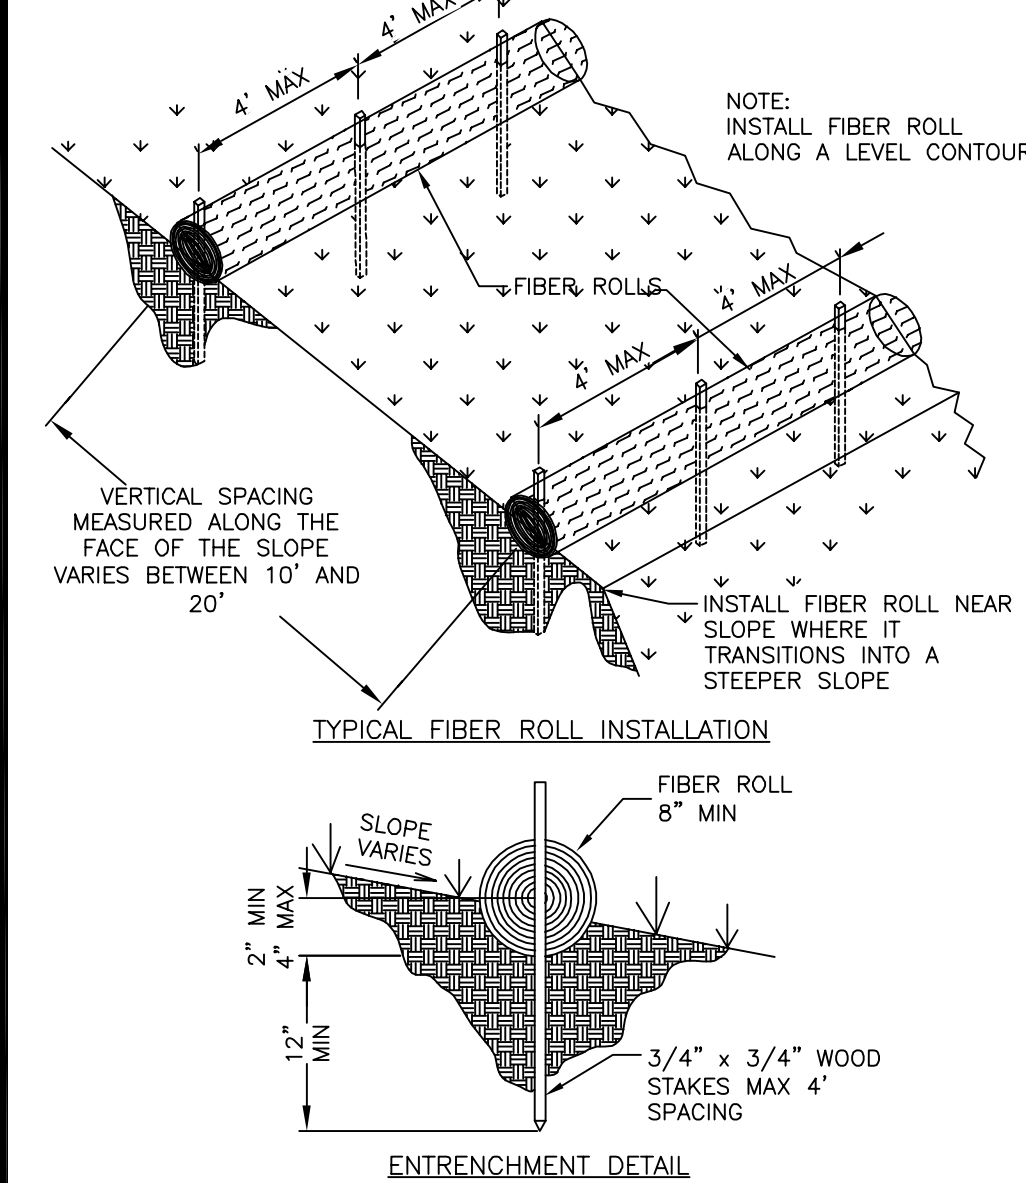 4' MAX
4' MAX
NOTE:
INSTALL FIBER ROLL
ALONG A LEVEL CONTOUR
FIBER ROLLS
4' MAX
4' MAX
VERTICAL SPACING
MEASURED ALONG THE
FACE OF THE SLOPE
VARIES BETWEEN 10' AND
20'
INSTALL FIBER ROLL NEAR
SLOPE WHERE IT
TRANSITIONS INTO A
STEEPER SLOPE
TYPICAL FIBER ROLL INSTALLATION
FIBER ROLL
8" MIN
SLOPE
VARIES
2" MIN
4" MAX
12"
MIN
3/4" x 3/4" WOOD
STAKES MAX 4'
SPACING
ENTRENCHMENT DETAIL